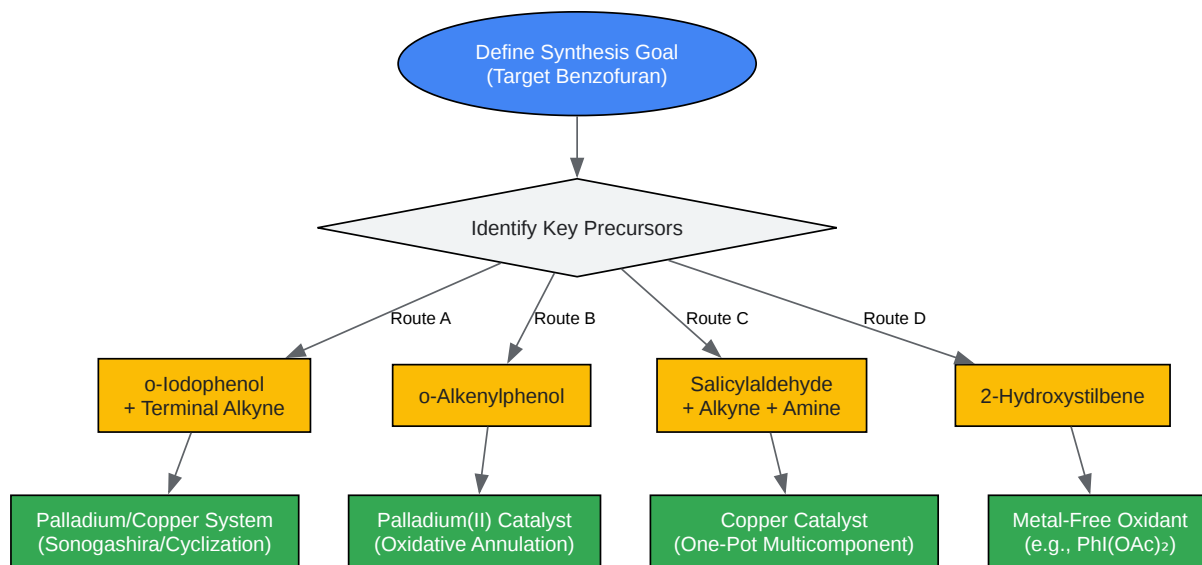 Define Synthesis Goal
(Target Benzofuran)
Identify Key Precursors
Route A
Route B
Route C
Route D
o-Iodophenol
+ Terminal Alkyne
o-Alkenylphenol
Salicylaldehyde
+ Alkyne + Amine
2-Hydroxystilbene
Palladium/Copper System
(Sonogashira/Cyclization)
Palladium(II) Catalyst
(Oxidative Annulation)
Copper Catalyst
(One-Pot Multicomponent)
Metal-Free Oxidant
(e.g., PhI(OAc)₂)